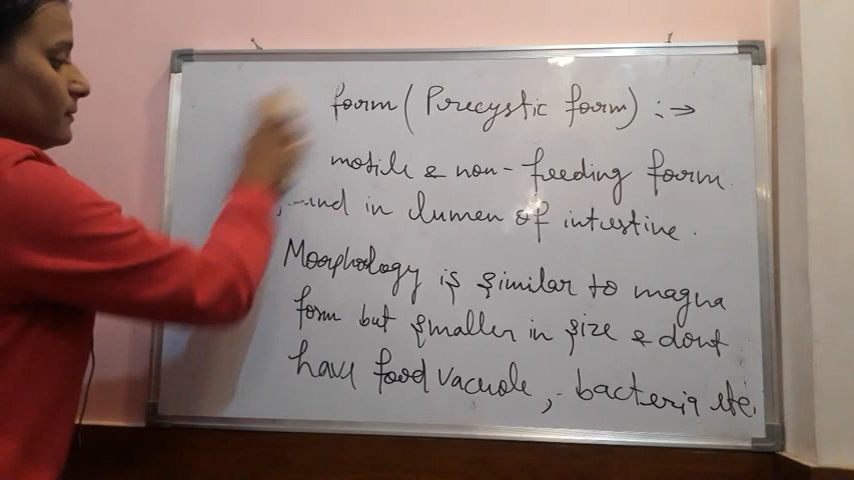 form (Precystic form) :→
motile & non-feeding form.
in lumen of intestine.
Morphology is similar to magna
form but smaller in size & dont
have food vacuole, bacteria etc.